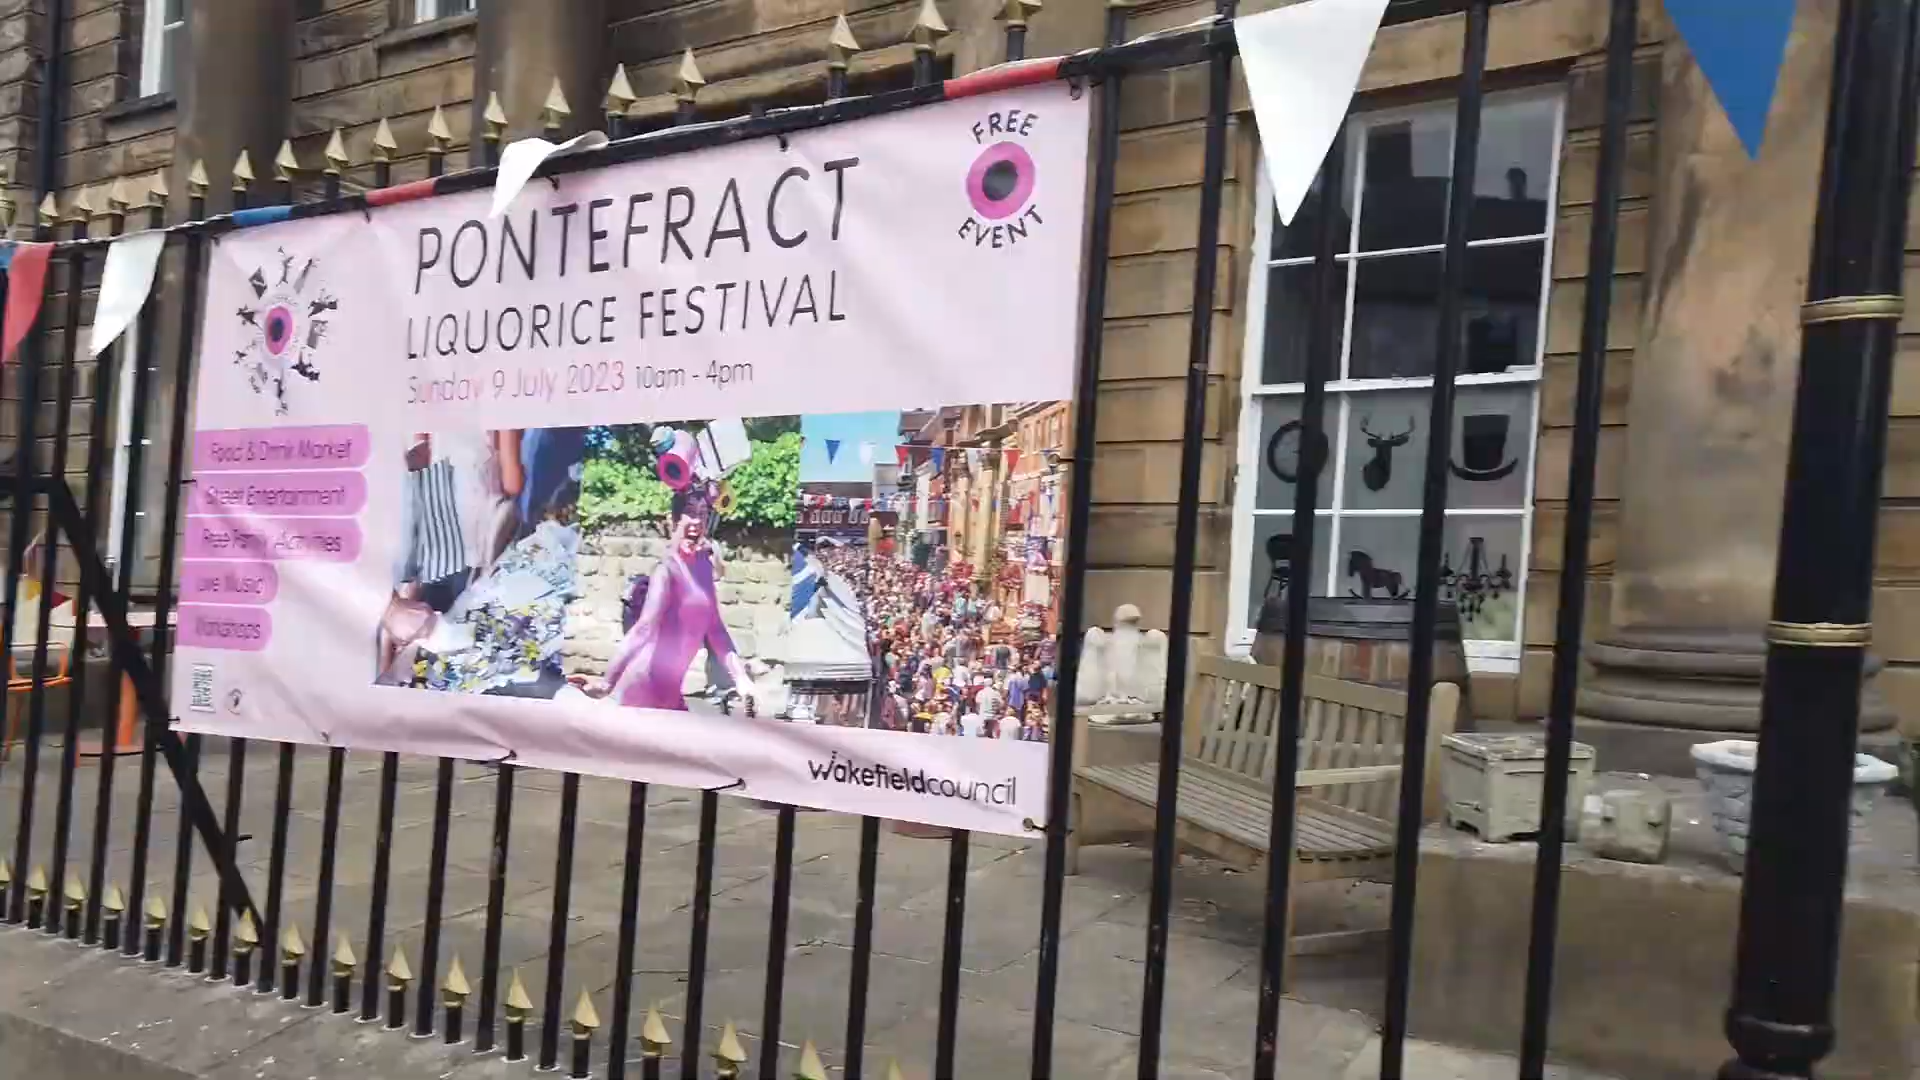 FREE
EVENT
PONTEFRACT
LIQUORICE FESTIVAL
Sunday 9 July 2023 10am - 4pm
Food & Drink Market
Street Entertainment
Free Family Activities
Live Music
Workshops
wakefieldcouncil